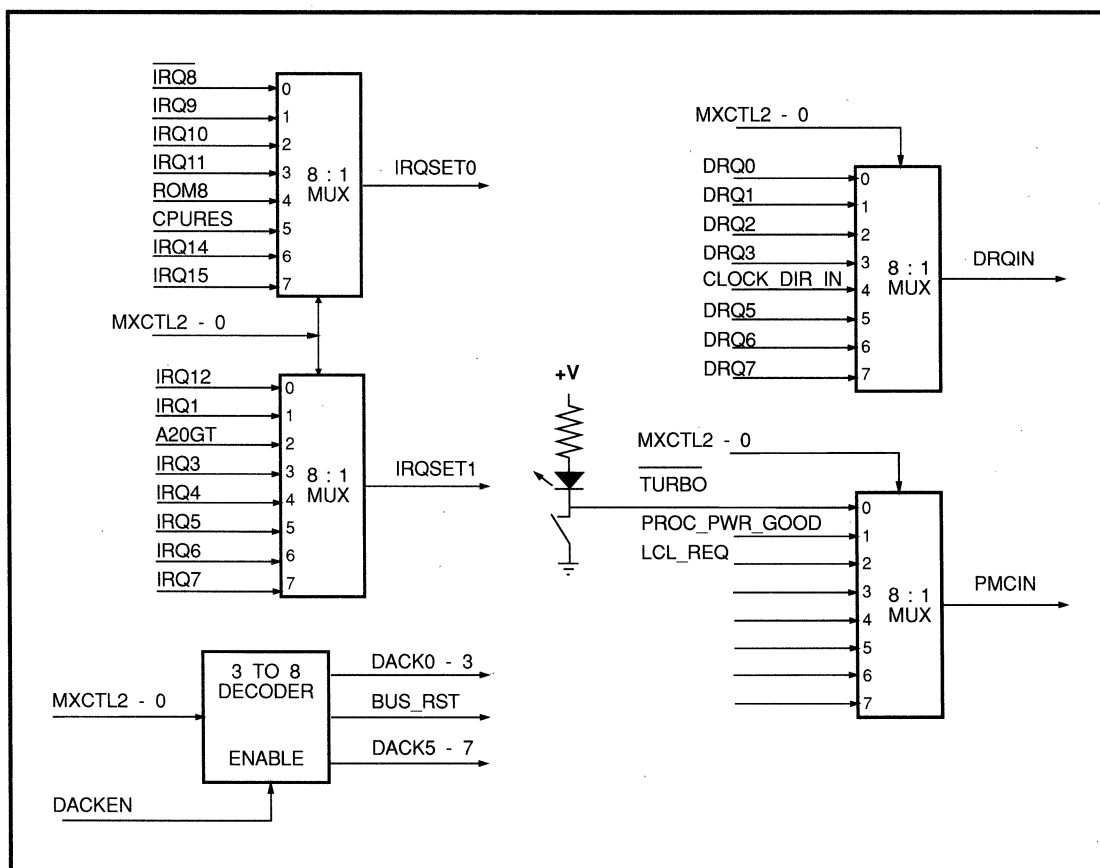 IRQ8
IRQ9
IRQ10
IRQ11
ROM8
CPURES
IRQ14
IRQ15
0
1
2
3
4
5
6
7
8 : 1
MUX
IRQSET0
MXCTL2 - 0
IRQ12
IRQ1
A20GT
IRQ3
IRQ4
IRQ5
IRQ6
IRQ7
0
1
2
3
4
5
6
7
8 : 1
MUX
IRQSET1
MXCTL2 - 0
3 TO 8
DECODER
ENABLE
DACKEN
DACK0 - 3
BUS_RST
DACK5 - 7
MXCTL2 - 0
DRQ0
DRQ1
DRQ2
DRQ3
CLOCK_DIR_IN
DRQ5
DRQ6
DRQ7
0
1
2
3
4
5
6
7
8 : 1
MUX
DRQIN
+V
MXCTL2 - 0
TURBO
PROC_PWR_GOOD
LCL_REQ
0
1
2
3
4
5
6
7
8 : 1
MUX
PMCIN